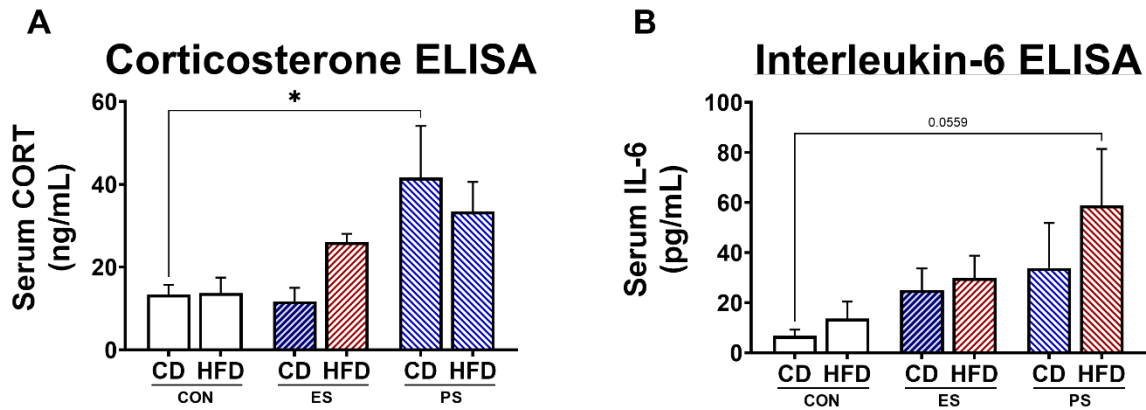 A
Corticosterone ELISA
Serum CORT
(ng/mL)
60
40
20
0
*
CD HFD CD HFD CD HFD
CON ES PS
B
Interleukin-6 ELISA
Serum IL-6
(pg/mL)
100
80
60
40
20
0
0.0559
CD HFD CD HFD CD HFD
CON ES PS